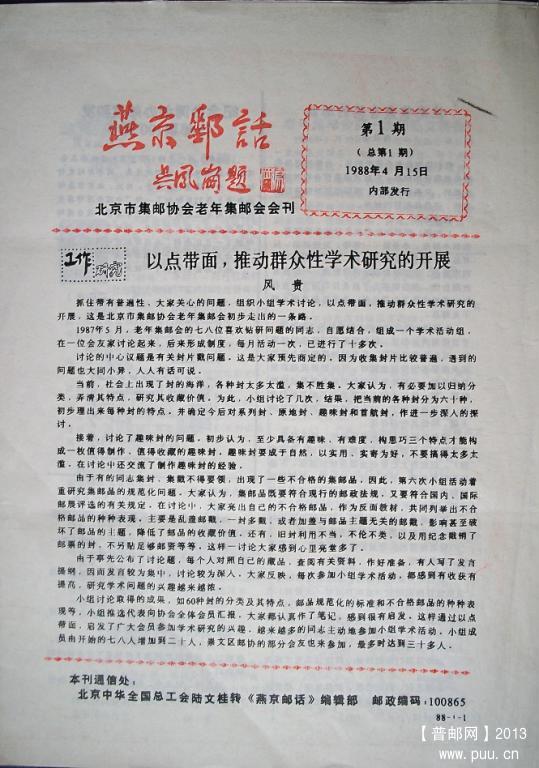 燕京邮话
吴凤岗题
北京市集邮协会老年集邮会会刊
第1期
(总第1期)
1988年4月15日
内部发行
工作研究
以点带面,推动群众性学术研究的开展
风贵
抓住带有普遍性、大家关心的问题,组织小组学术讨论,以点带面,推动群众性学术研究的
开展,这是北京市集邮协会老年集邮会初步走出的一条路。
1987年5月,老年集邮会的七八位喜欢钻研问题的同志,自愿结合,组成一个学术活动组,
在一位会友家讨论起来,后来形成制度,每月活动一次,已进行了十多次。
讨论的中心议题是有关封片戳问题。这是大家预先商定的。因为收集封片比较普遍,遇到的
问题也大同小异,人人有话可说。
当前,社会上出现了封的海洋,各种封太多太滥,集不胜集。大家认为,有必要加以归纳分
类,弄清其特点,研究其收藏价值。为此,小组讨论了几次,结果,把当前的各种封分为六十种,
初步理出来每种封的特点,并确定今后对系列封、原地封、趣味封和首航封,作进一步深入的探
讨。
接着,讨论了趣味封的问题,初步认为,至少具备有趣味,有难度,构思巧三个特点才能构
成一枚值得制作,值得收藏的趣味封,趣味封要成于自然,以实用、实寄为好,不要搞得太多太
滥。在讨论中还交流了制作趣味封的经验。
由于有的同志集封、集戳不得要领,出现了一些不合格的集邮品,因此,第六次小组活动着
重研究集邮品的规范化问题。大家认为,集邮品既要符合现行的邮政法规,又要符合国内、国际
邮展评选的有关规定。在讨论中,大家亮出自己的不合格邮品,作为反面教材,共同列举出不合
格邮品的种种表现,主要是乱盖邮戳,一封多戳,或者加盖与邮品主题无关的邮戳,影响甚至破
坏了邮品的主题,降低了邮品的收藏价值,还有,旧封利用不当,不伦不类,以及用纪念戳销了
邮票的封,不另贴足够邮资等等,这样一讨论大家感到心里亮堂多了。
由于事先公布了讨论题,每个人对照自己的藏品,查阅有关资料,作好准备,有人写了发言
提纲,因而发言较为集中,讨论较为深入,大家反映,每次参加小组学术活动,都感到有收获有
提高,研究学术问题的兴趣越来越浓。
小组讨论取得的成果,如60种封的分类及其特点,邮品规范化的标准和不合格邮品的种种表
现等,小组推选代表向协会全体会员汇报,大家都认真作了笔记,感到很有启发。这样通过以点
带面,启发了广大会员参加学术研究的兴趣,越来越多的同志主动地参加小组学术活动,小组成
员由开始的七八人增加到二十人,崇文区邮协的部分会友也来参加,最多时达到三十多人。
本刊通信处:
北京中华全国总工会陆文桂转《燕京邮话》编辑部 邮政编码:100865
88-1-1
【普邮网】2013
www.puu.cn